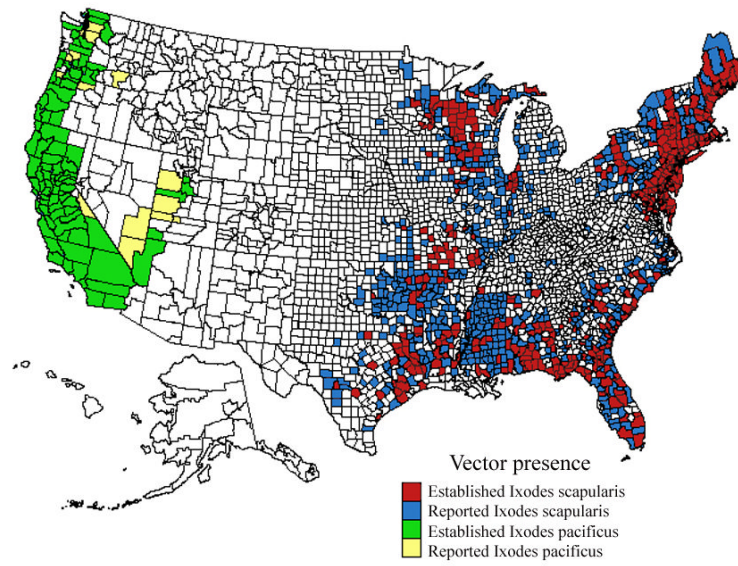 Vector presence
Established Ixodes scapularis
Reported Ixodes scapularis
Established Ixodes pacificus
Reported Ixodes pacificus